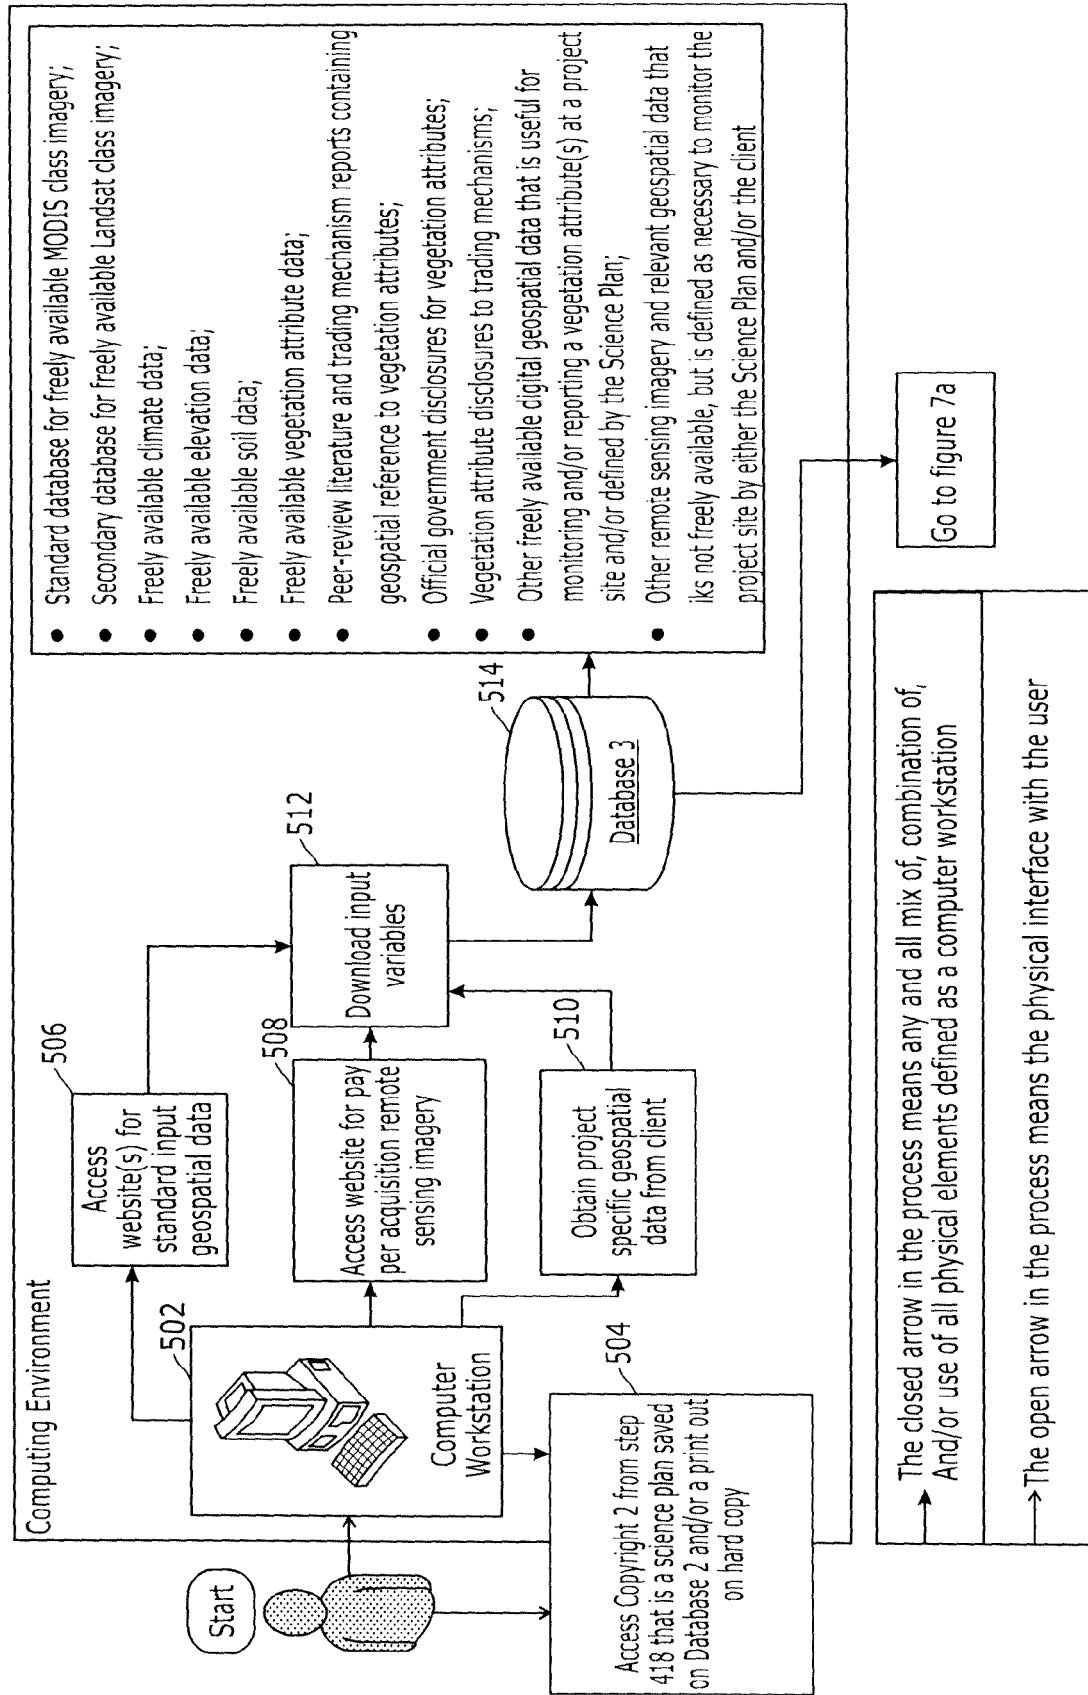 Computing Environment
Start
502
Computer
Workstation
504
Access Copyright 2 from step
418 that is a science plan saved
on Database 2 and/or a print out
on hard copy
506
Access
website(s) for
standard input
geospatial data
508
Access website for pay
per acquisition remote
sensing imagery
510
Obtain project
specific geospatial
data from client
512
Download input
variables
514
Database 3
● Standard database for freely available MODIS class imagery;
● Secondary database for freely available Landsat class imagery;
● Freely available climate data;
● Freely available elevation data;
● Freely available soil data;
● Freely available vegetation attribute data;
● Peer-review literature and trading mechanism reports containing
geospatial reference to vegetation attributes;
● Official government disclosures for vegetation attributes;
● Vegetation attribute disclosures to trading mechanisms;
● Other freely available digital geospatial data that is useful for
monitoring and/or reporting a vegetation attribute(s) at a project
site and/or defined by the Science Plan;
● Other remote sensing imagery and relevant geospatial data that
iks not freely available, but is defined as necessary to monitor the
project site by either the Science Plan and/or the client
Go to figure 7a
The closed arrow in the process means any and all mix of, combination of,
And/or use of all physical elements defined as a computer workstation
The open arrow in the process means the physical interface with the user